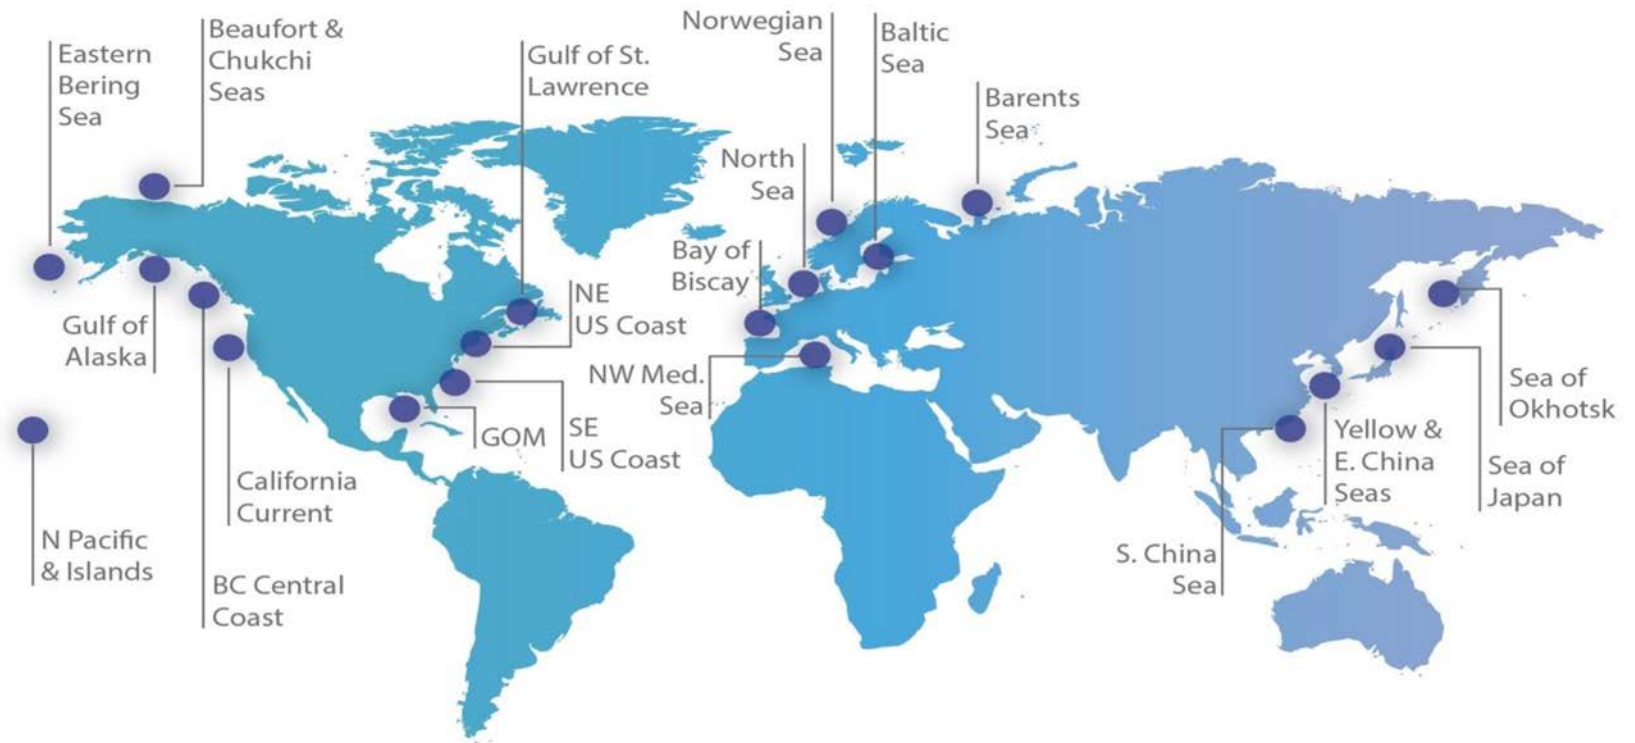 Eastern
Bering
Sea
Beaufort &
Chukchi
Seas
Gulf of St.
Lawrence
Norwegian
Sea
Baltic
Sea
Barents
Sea
North
Sea
Bay of
Biscay
NE
US Coast
Gulf of
Alaska
NW Med.
Sea
GOM
SE
US Coast
California
Current
N Pacific
& Islands
BC Central
Coast
Sea of
Okhotsk
Yellow &
E. China
Seas
Sea of
Japan
S. China
Sea